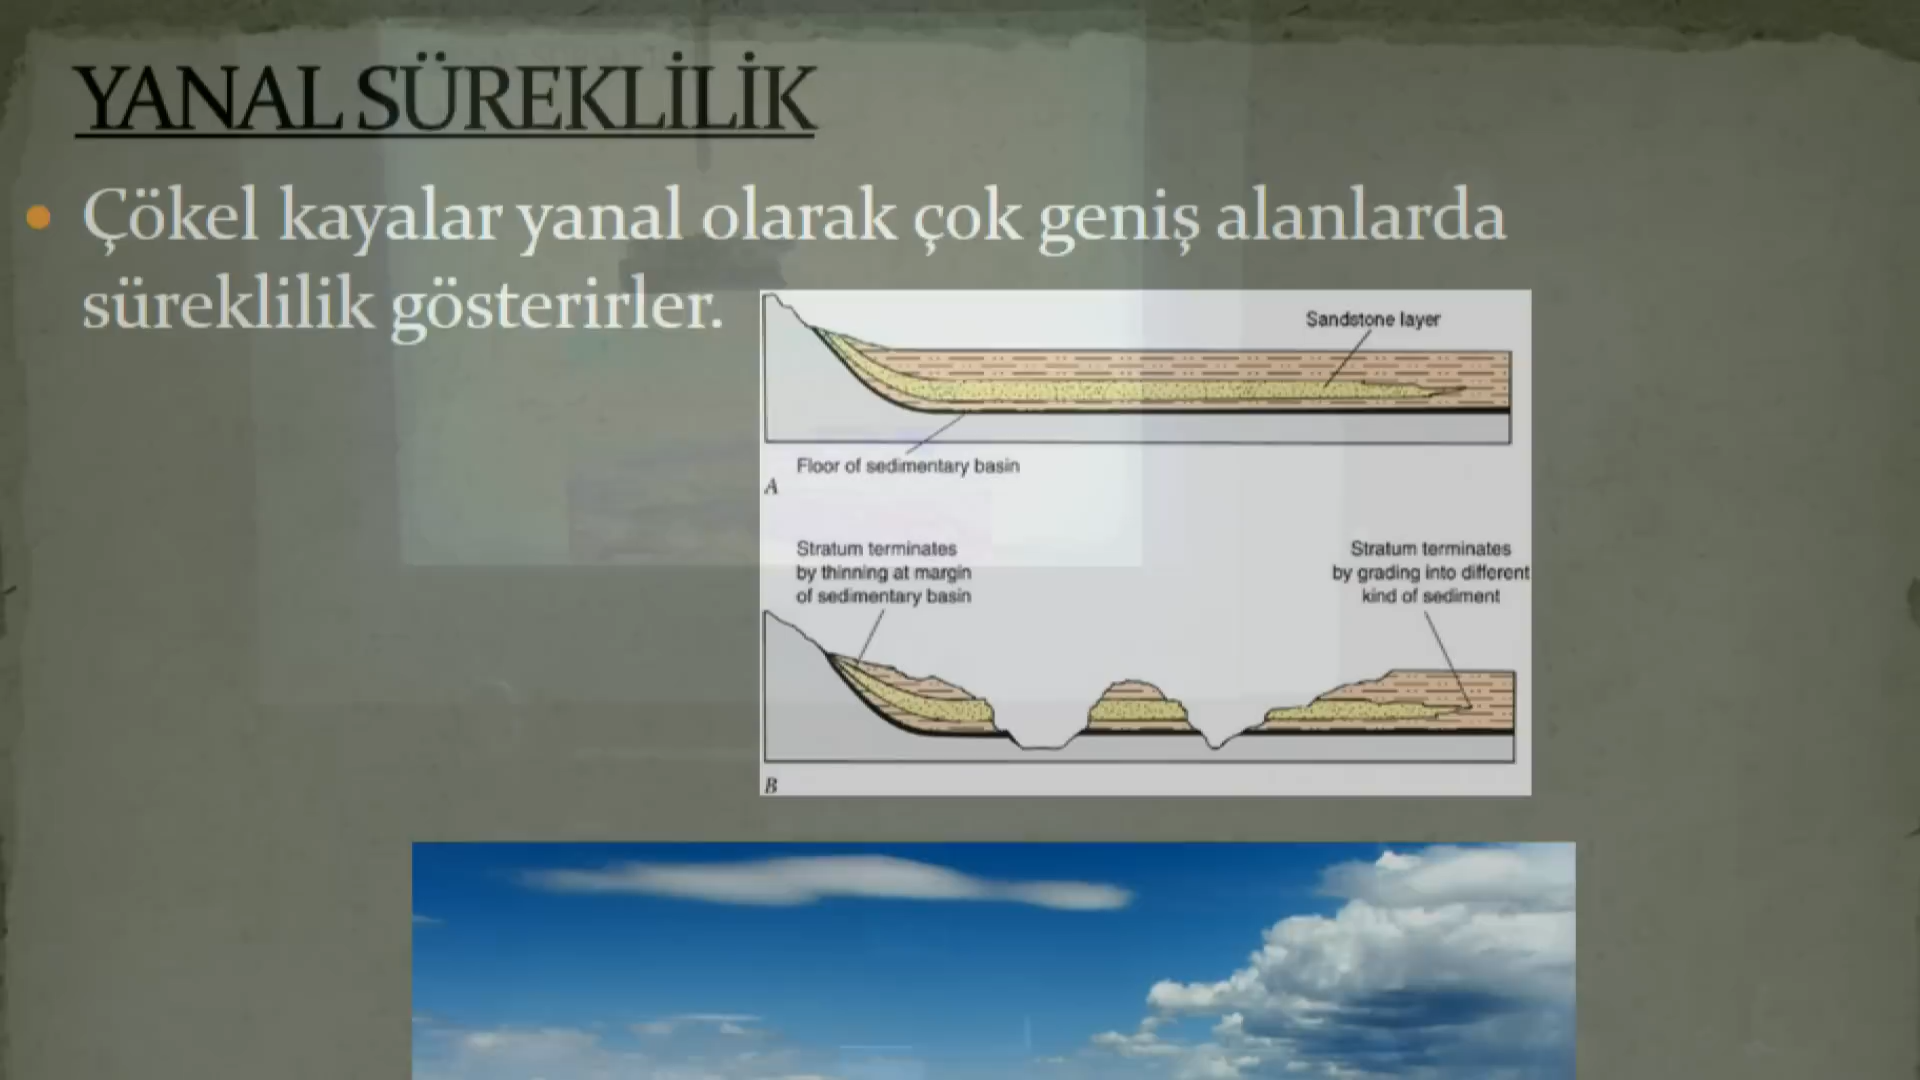 YANAL SÜREKLİLİK
• Çökel kayalar yanal olarak çok geniş alanlarda
süreklilik gösterirler.
Sandstone layer
Floor of sedimentary basin
A
Stratum terminates
by thinning at margin
of sedimentary basin
Stratum terminates
by grading into different
kind of sediment
B